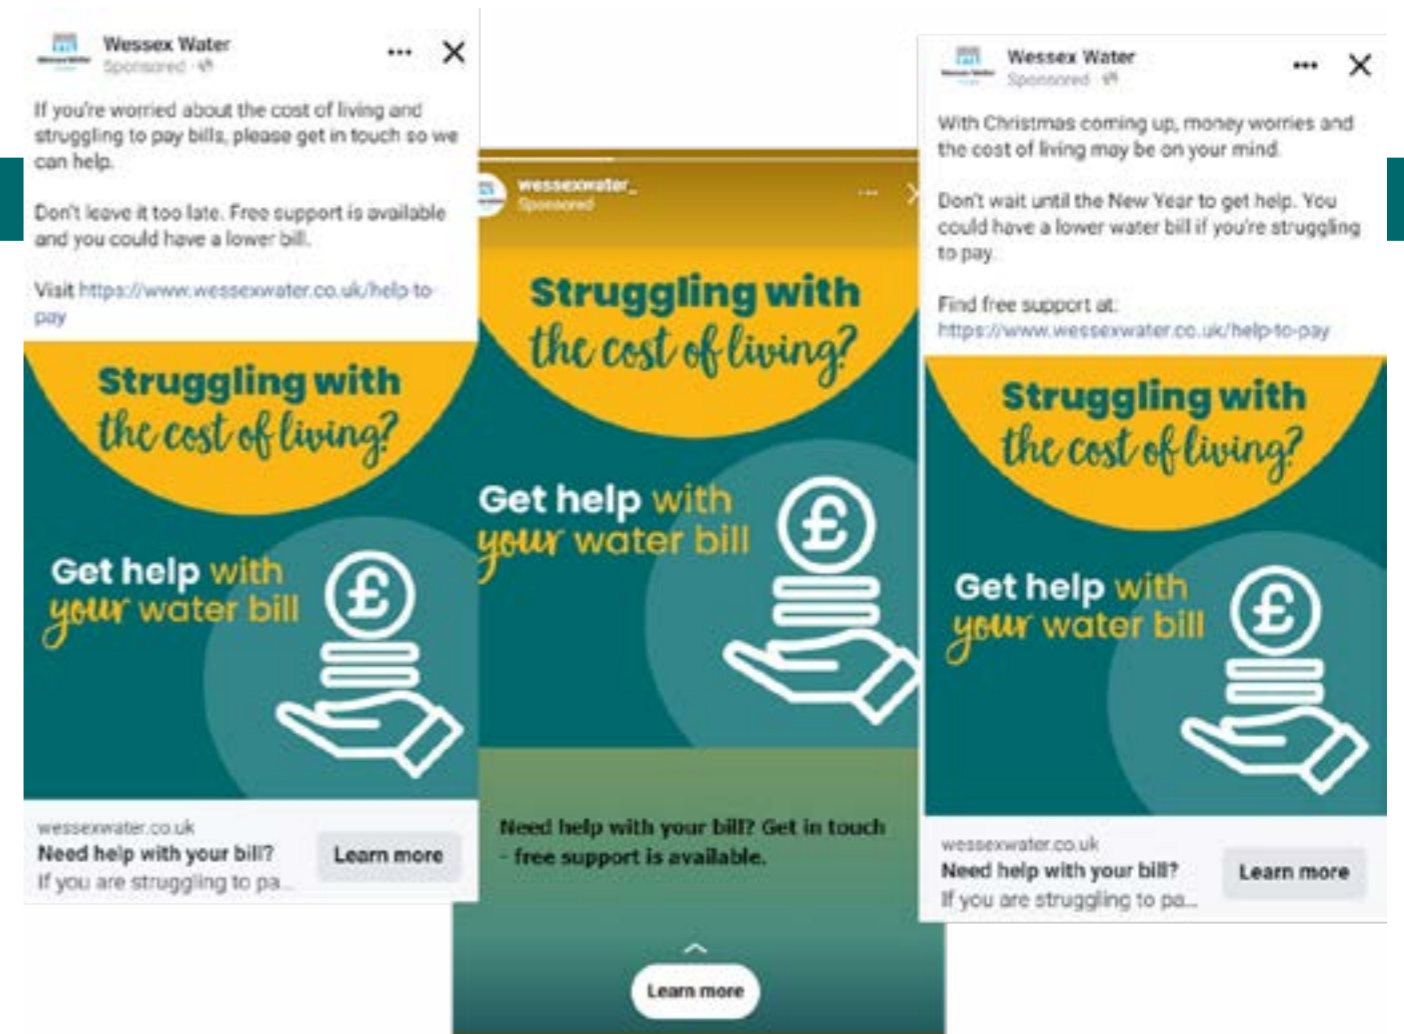 Wessex Water
Sponsored
If you're worried about the cost of living and
struggling to pay bills, please get in touch so we
can help.
Don't leave it too late. Free support is available
and you could have a lower bill.
Visit https://www.wessexwater.co.uk/help-to-
pay
Struggling with
the cost of living?
Get help with
your water bill
£
wessexwater.co.uk
Need help with your bill?
If you are struggling to pa...
Learn more
wessexwater_
Sponsored
Struggling with
the cost of living?
Get help with
your water bill
£
Need help with your bill? Get in touch
- free support is available.
Learn more
Wessex Water
Sponsored
With Christmas coming up, money worries and
the cost of living may be on your mind.
Don't wait until the New Year to get help. You
could have a lower water bill if you're struggling
to pay.
Find free support at:
https://www.wessexwater.co.uk/help-to-pay
Struggling with
the cost of living?
Get help with
your water bill
£
wessexwater.co.uk
Need help with your bill?
If you are struggling to pa...
Learn more